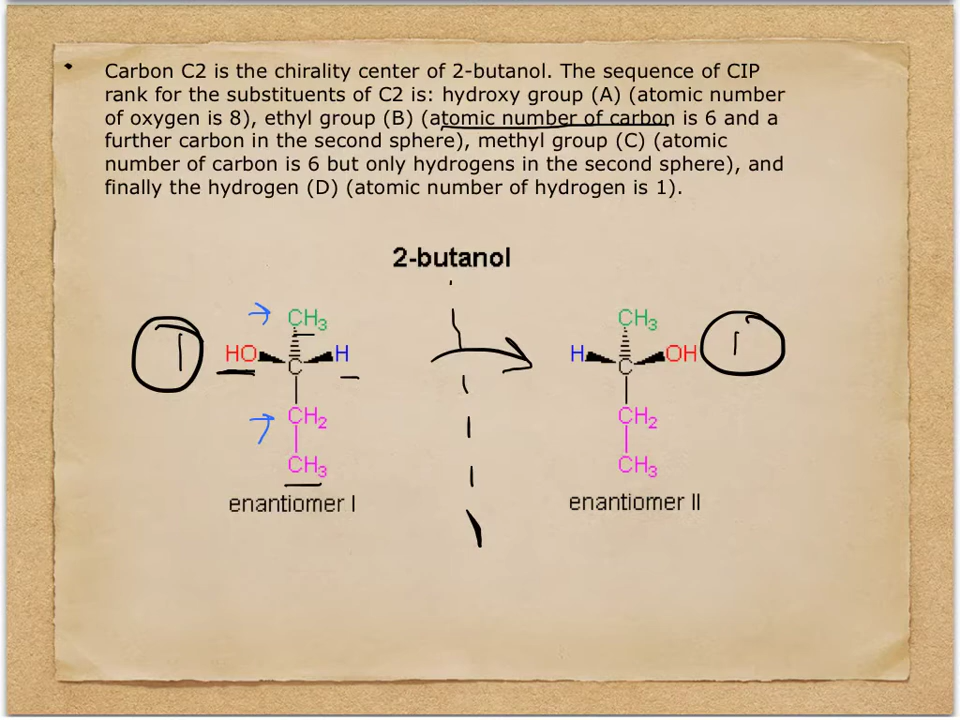 Carbon C2 is the chirality center of 2-butanol. The sequence of CIP
rank for the substituents of C2 is: hydroxy group (A) (atomic number
of oxygen is 8), ethyl group (B) (atomic number of carbon is 6 and a
further carbon in the second sphere), methyl group (C) (atomic
number of carbon is 6 but only hydrogens in the second sphere), and
finally the hydrogen (D) (atomic number of hydrogen is 1).
2-butanol
CH3 CH3
HO C H H C OH
CH2 CH2
CH3 CH3
enantiomer I enantiomer II